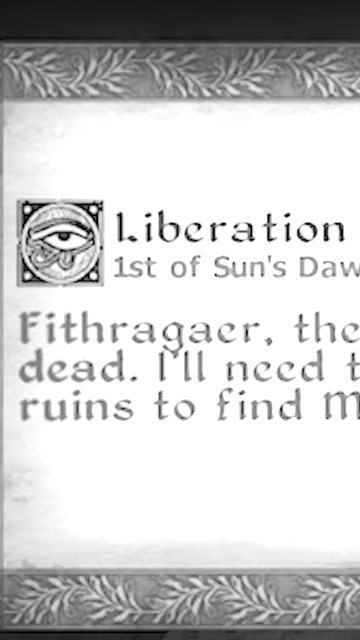 Liberation
1st of Sun's Daw
Fithragaer, the
dead. I'll need t
ruins to find M